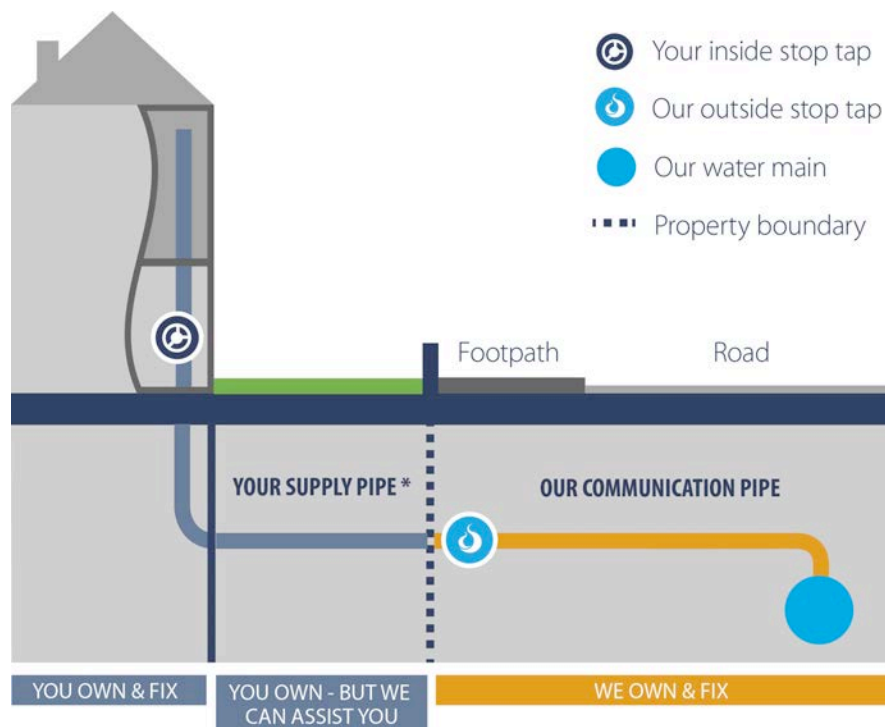 Your inside stop tap
Our outside stop tap
Our water main
Property boundary
Footpath
Road
YOUR SUPPLY PIPE *
OUR COMMUNICATION PIPE
YOU OWN & FIX
YOU OWN - BUT WE
CAN ASSIST YOU
WE OWN & FIX